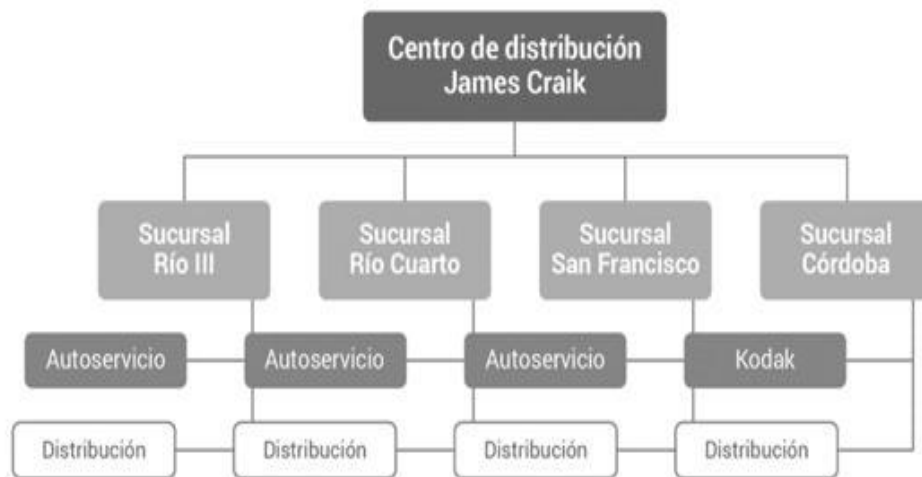 Centro de distribución
James Craik
Sucursal
Río III
Sucursal
Río Cuarto
Sucursal
San Francisco
Sucursal
Córdoba
Autoservicio
Autoservicio
Autoservicio
Kodak
Distribución
Distribución
Distribución
Distribución